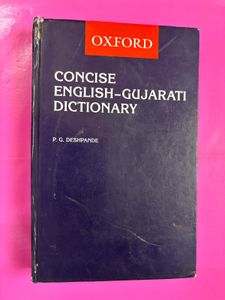 OXFORD
CONCISE
ENGLISH–GUJARATI
DICTIONARY
P. G. DESHPANDE